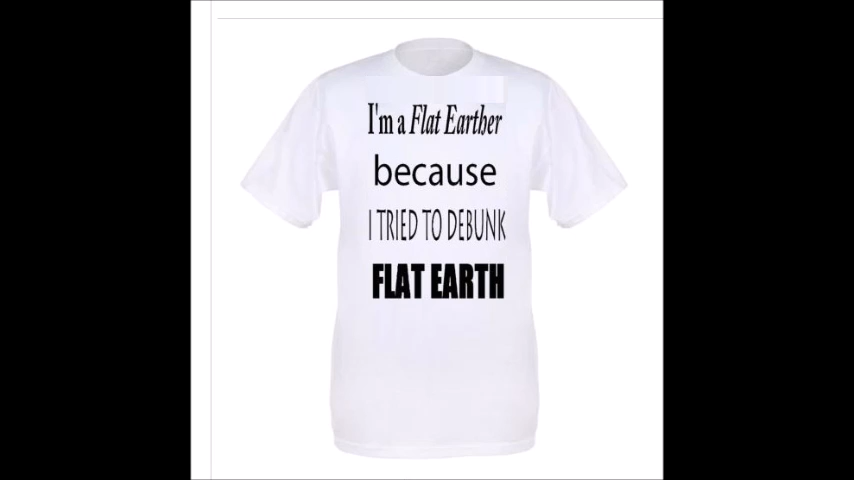 I'm a Flat Earther
because
I TRIED TO DEBUNK
FLAT EARTH